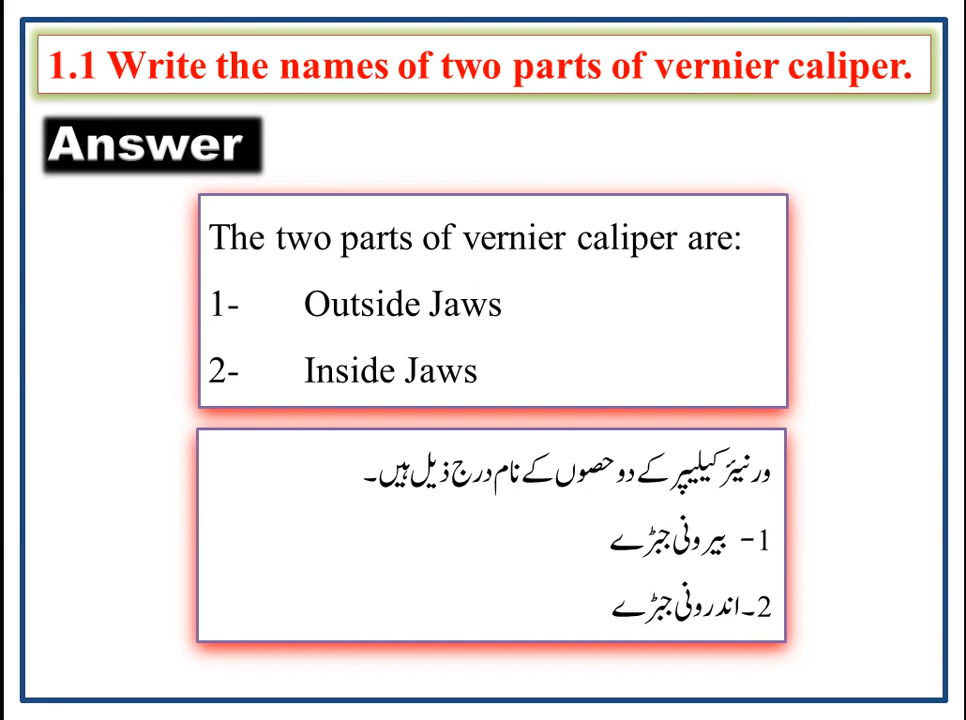 1.1 Write the names of two parts of vernier caliper.
Answer
The two parts of vernier caliper are:
1- Outside Jaws
2- Inside Jaws
ورنیئر کیلیپر کے دو حصوں کے نام درج ذیل ہیں۔
1- بیرونی جبڑے
2۔اندرونی جبڑے